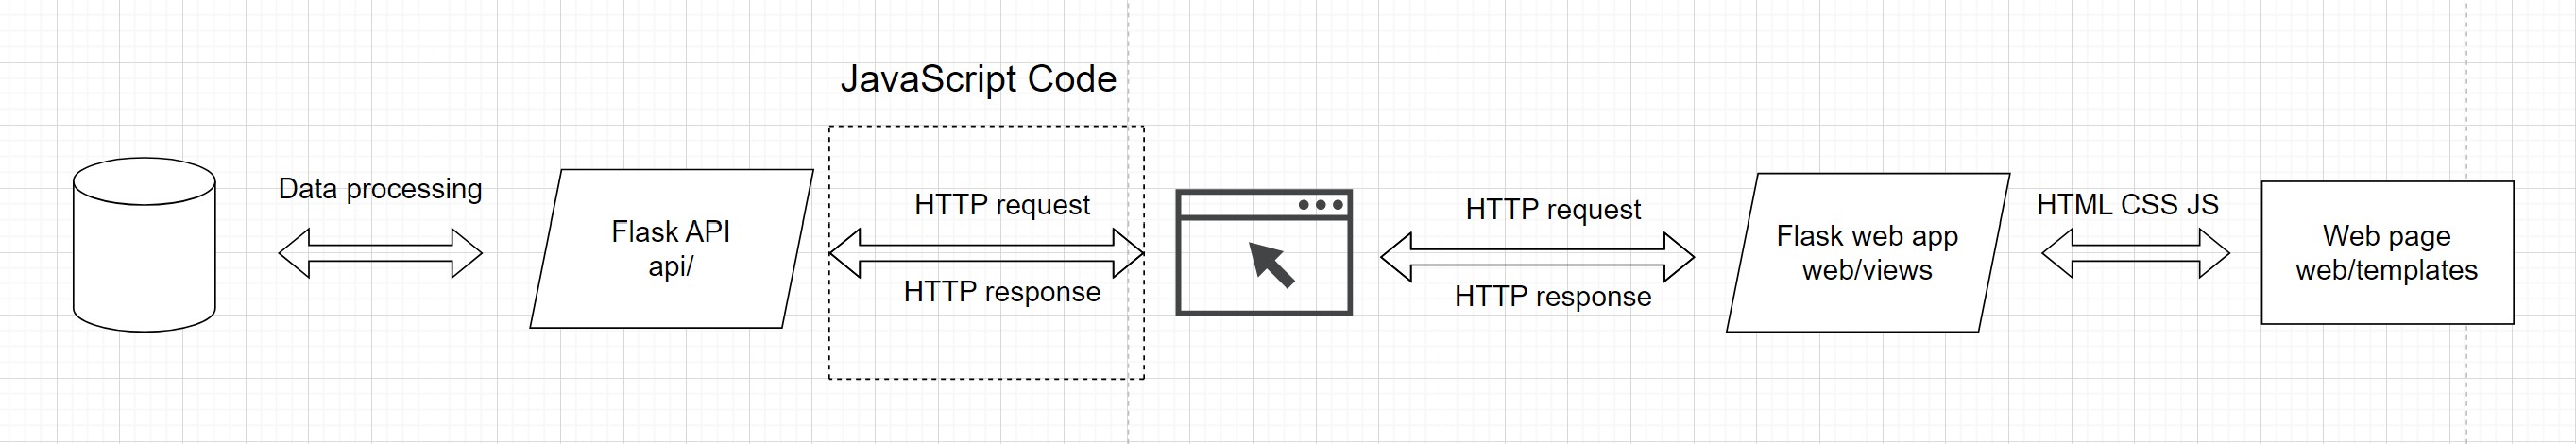 JavaScript Code
Data processing
Flask API
api/
HTTP request
HTTP response
HTTP request
HTTP response
Flask web app
web/views
HTML CSS JS
Web page
web/templates